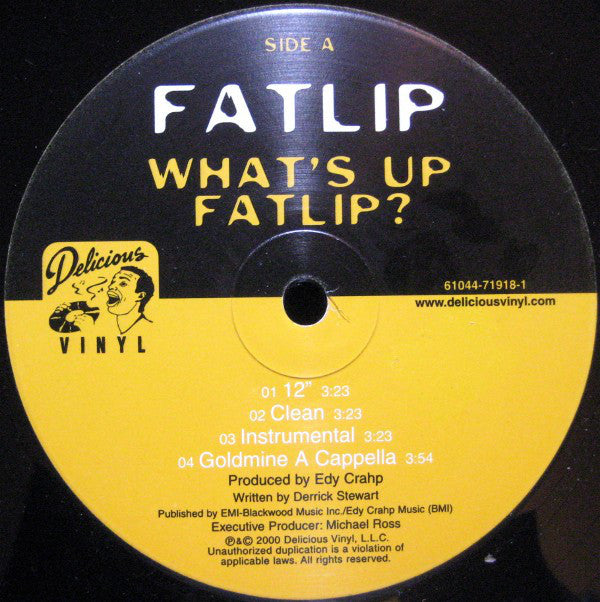 SIDE A
FATLIP
WHAT'S UP
FATLIP?
Delicious
VINYL
61044-71918-1
www.deliciousvinyl.com
01 12" 3:23
02 Clean 3:23
03 Instrumental 3:23
04 Goldmine A Cappella 3:54
Produced by Edy Crahp
Written by Derrick Stewart
Published by EMI-Blackwood Music Inc./Edy Crahp Music (BMI)
Executive Producer: Michael Ross
℗&© 2000 Delicious Vinyl, L.L.C.
Unauthorized duplication is a violation of
applicable laws. All rights reserved.